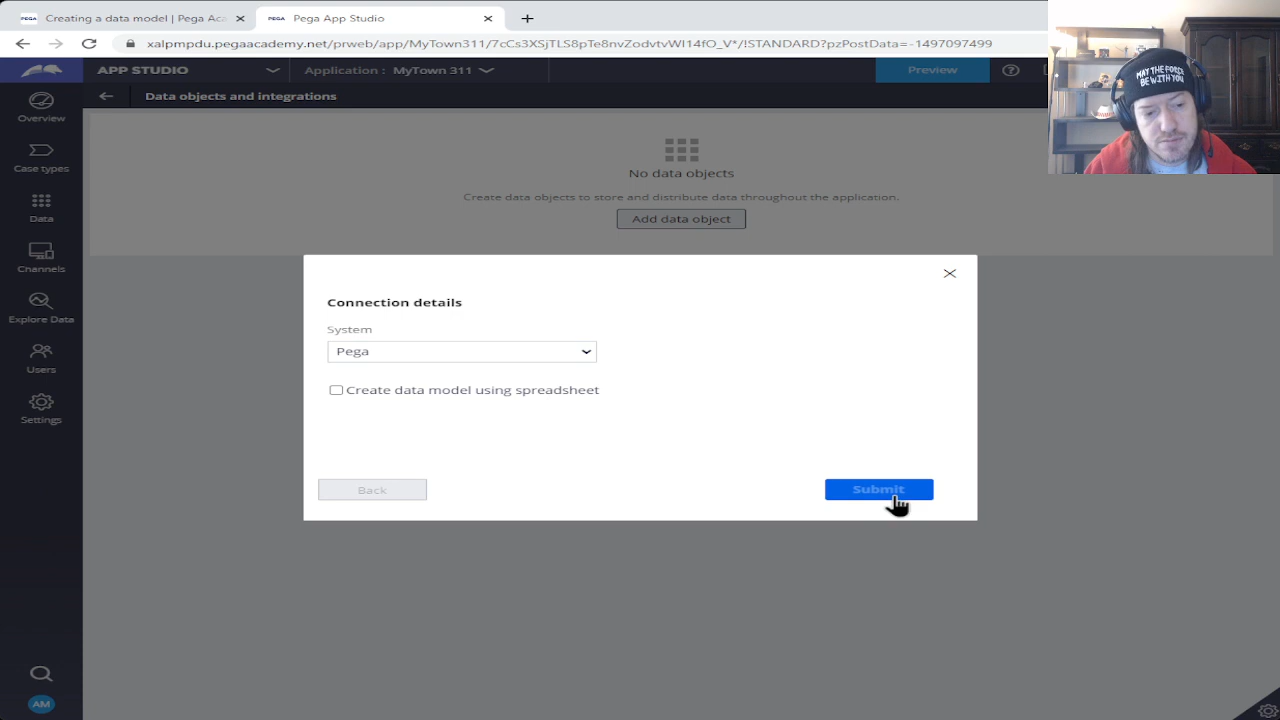 PEGA Creating a data model | Pega Aca
PEGA Pega App Studio
xalpmpdu.pegaacademy.net/prweb/app/MyTown311/7cCs3XSjTLS8pTe8nvZodvtvWI14fO_V*/!STANDARD?pzPostData=-1497097499
APP STUDIO
Application : MyTown 311
Preview
MAY THE FORCE
BE WITH YOU
Data objects and integrations
Overview
Case types
Data
Channels
Explore Data
Users
Settings
AM
No data objects
Create data objects to store and distribute data throughout the application.
Add data object
Connection details
System
Pega
Create data model using spreadsheet
Back
Submit